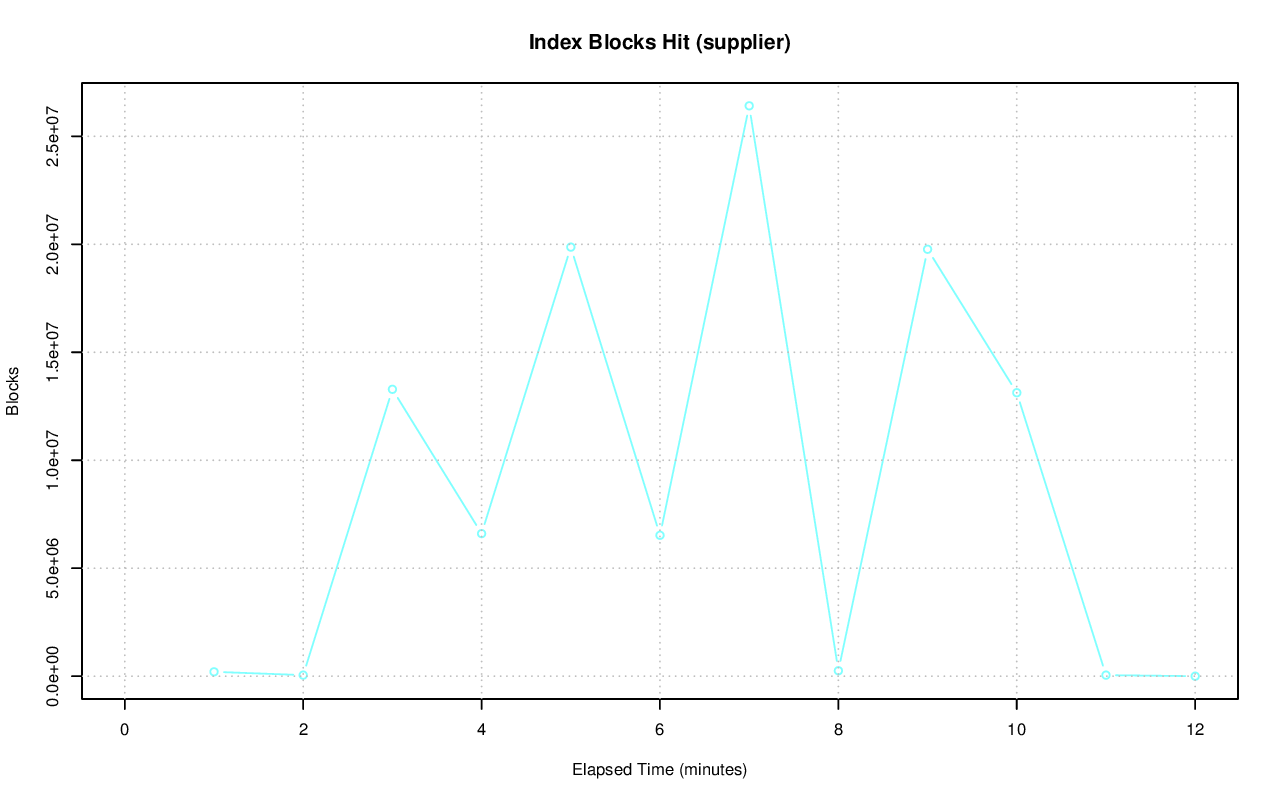 Index Blocks Hit (supplier)
2.5e+07
2.0e+07
1.5e+07
1.0e+07
5.0e+06
0.0e+00
Blocks
0 2 4 6 8 10 12
Elapsed Time (minutes)